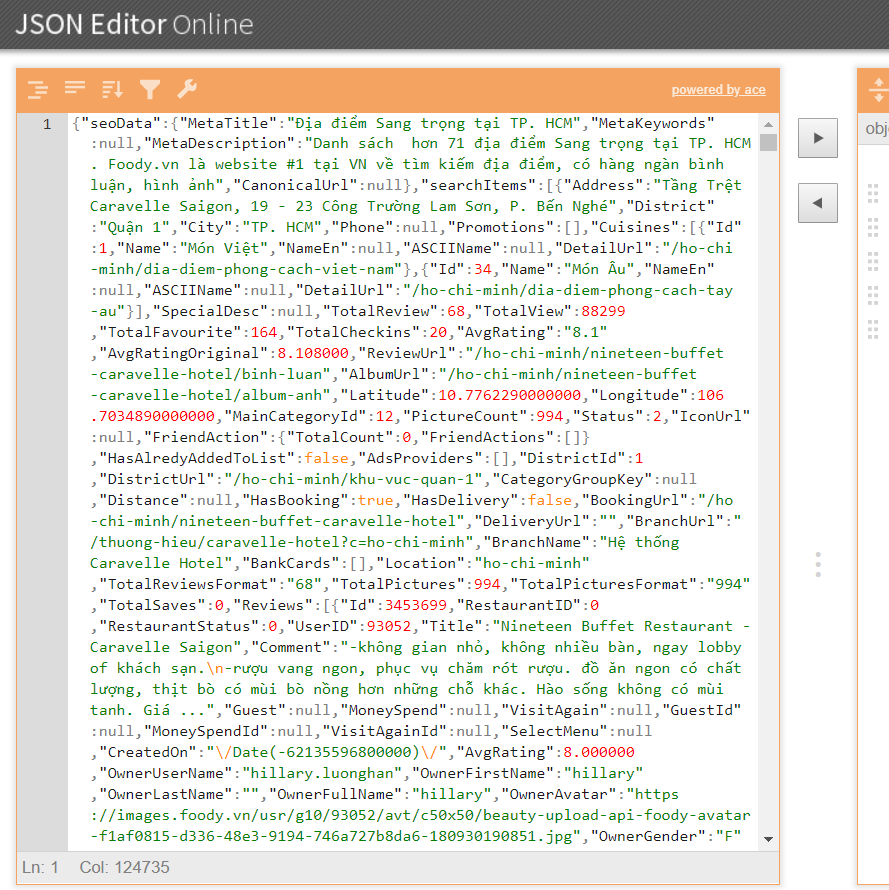 JSON Editor Online
powered by ace
1 {"seoData":{"MetaTitle":"Địa điểm Sang trọng tại TP. HCM","MetaKeywords"
:null,"MetaDescription":"Danh sách  hơn 71 địa điểm Sang trọng tại TP. HCM
. Foody.vn là website #1 tại VN về tìm kiếm địa điểm, có hàng ngàn bình
luận, hình ảnh","CanonicalUrl":null},"searchItems":[{"Address":"Tầng Trệt
Caravelle Saigon, 19 - 23 Công Trường Lam Sơn, P. Bến Nghé","District"
:"Quận 1","City":"TP. HCM","Phone":null,"Promotions":[],"Cuisines":[{"Id"
:1,"Name":"Món Việt","NameEn":null,"ASCIIName":null,"DetailUrl":"/ho-chi
-minh/dia-diem-phong-cach-viet-nam"},{"Id":34,"Name":"Món Âu","NameEn"
:null,"ASCIIName":null,"DetailUrl":"/ho-chi-minh/dia-diem-phong-cach-tay
-au"}],"SpecialDesc":null,"TotalReview":68,"TotalView":88299
,"TotalFavourite":164,"TotalCheckins":20,"AvgRating":"8.1"
,"AvgRatingOriginal":8.108000,"ReviewUrl":"/ho-chi-minh/nineteen-buffet
-caravelle-hotel/binh-luan","AlbumUrl":"/ho-chi-minh/nineteen-buffet
-caravelle-hotel/album-anh","Latitude":10.7762290000000,"Longitude":106
.7034890000000,"MainCategoryId":12,"PictureCount":994,"Status":2,"IconUrl"
:null,"FriendAction":{"TotalCount":0,"FriendActions":[]}
,"HasAlredyAddedToList":false,"AdsProviders":[],"DistrictId":1
,"DistrictUrl":"/ho-chi-minh/khu-vuc-quan-1","CategoryGroupKey":null
,"Distance":null,"HasBooking":true,"HasDelivery":false,"BookingUrl":"/ho
-chi-minh/nineteen-buffet-caravelle-hotel","DeliveryUrl":"","BranchUrl":"
/thuong-hieu/caravelle-hotel?c=ho-chi-minh","BranchName":"Hệ thống
Caravelle Hotel","BankCards":[],"Location":"ho-chi-minh"
,"TotalReviewsFormat":"68","TotalPictures":994,"TotalPicturesFormat":"994"
,"TotalSaves":0,"Reviews":[{"Id":3453699,"RestaurantID":0
,"RestaurantStatus":0,"UserID":93052,"Title":"Nineteen Buffet Restaurant -
Caravelle Saigon","Comment":"-không gian nhỏ, không nhiều bàn, ngay lobby
of khách sạn.\n-rượu vang ngon, phục vụ chăm rót rượu. đồ ăn ngon có chất
lượng, thịt bò có mùi bò nồng hơn những chỗ khác. Hào sống không có mùi
tanh. Giá ...","Guest":null,"MoneySpend":null,"VisitAgain":null,"GuestId"
:null,"MoneySpendId":null,"VisitAgainId":null,"SelectMenu":null
,"CreatedOn":"\/Date(-62135596800000)\/","AvgRating":8.000000
,"OwnerUserName":"hillary.luonghan","OwnerFirstName":"hillary"
,"OwnerLastName":"","OwnerFullName":"hillary","OwnerAvatar":"https
://images.foody.vn/usr/g10/93052/avt/c50x50/beauty-upload-api-foody-avatar
-f1af0815-d336-48e3-9194-746a727b8da6-180930190851.jpg","OwnerGender":"F"
Ln: 1 Col: 124735
obj